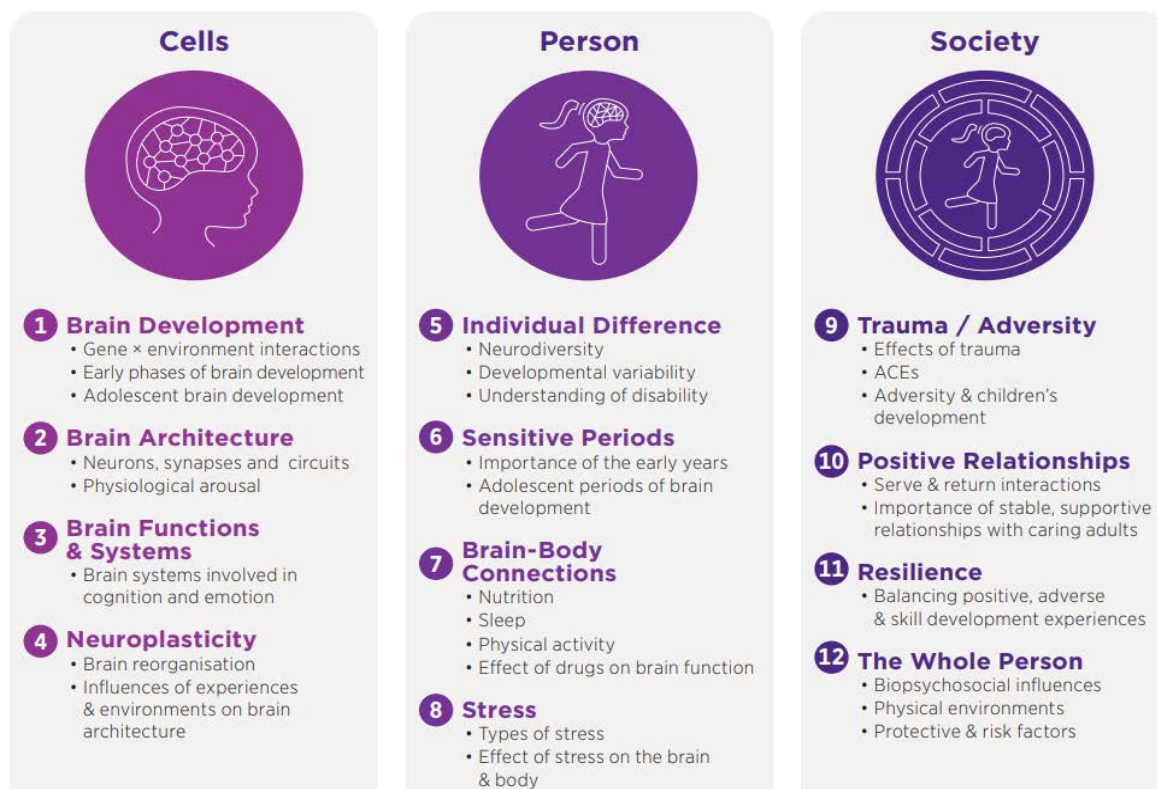 Cells
1 Brain Development
• Gene × environment interactions
• Early phases of brain development
• Adolescent brain development
2 Brain Architecture
• Neurons, synapses and circuits
• Physiological arousal
3 Brain Functions
& Systems
• Brain systems involved in
cognition and emotion
4 Neuroplasticity
• Brain reorganisation
• Influences of experiences
& environments on brain
architecture
Person
5 Individual Difference
• Neurodiversity
• Developmental variability
• Understanding of disability
6 Sensitive Periods
• Importance of the early years
• Adolescent periods of brain
development
7 Brain-Body
Connections
• Nutrition
• Sleep
• Physical activity
• Effect of drugs on brain function
8 Stress
• Types of stress
• Effect of stress on the brain
& body
Society
9 Trauma / Adversity
• Effects of trauma
• ACEs
• Adversity & children's
development
10 Positive Relationships
• Serve & return interactions
• Importance of stable, supportive
relationships with caring adults
11 Resilience
• Balancing positive, adverse
& skill development experiences
12 The Whole Person
• Biopsychosocial influences
• Physical environments
• Protective & risk factors